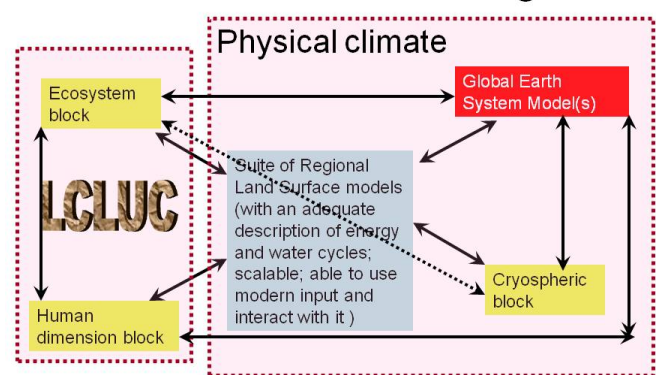 Physical climate
Ecosystem
block
Global Earth
System Model(s)
Suite of Regional
Land Surface models
(with an adequate
description of energy
and water cycles;
scalable; able to use
modern input and
interact with it )
LCLUC
Cryospheric
block
Human
dimension block